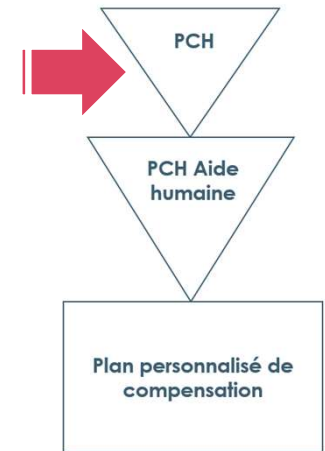 PCH
PCH Aide
humaine
Plan personnalisé de
compensation